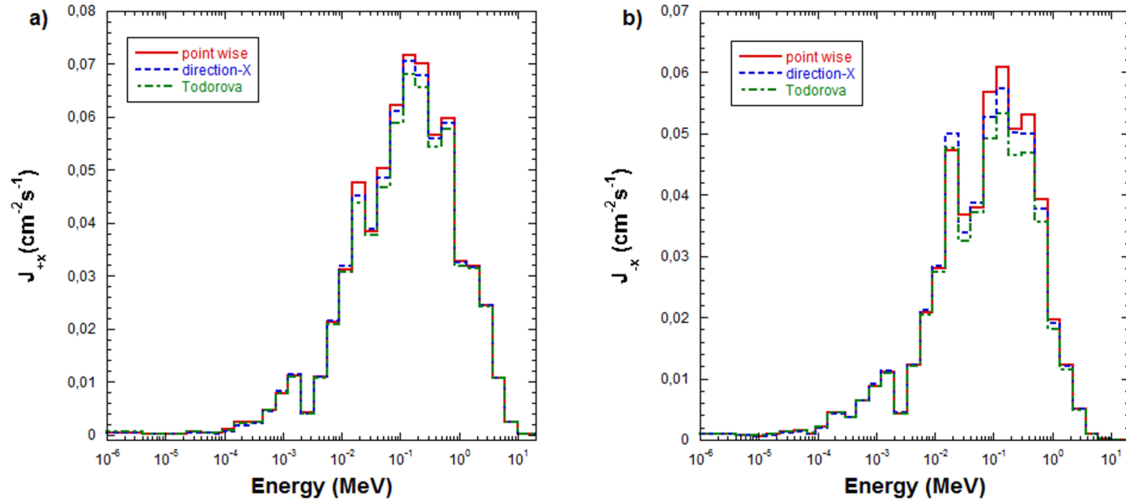 a)
point wise
direction-X
Todorova
J+x (cm-2s-1)
0,08
0,07
0,06
0,05
0,04
0,03
0,02
0,01
0
10-6 10-5 10-4 10-3 10-2 10-1 100 101
Energy (MeV)
b)
point wise
direction-X
Todorova
J-x (cm-2s-1)
0,07
0,06
0,05
0,04
0,03
0,02
0,01
0,
10-6 10-5 10-4 10-3 10-2 10-1 100 101
Energy (MeV)